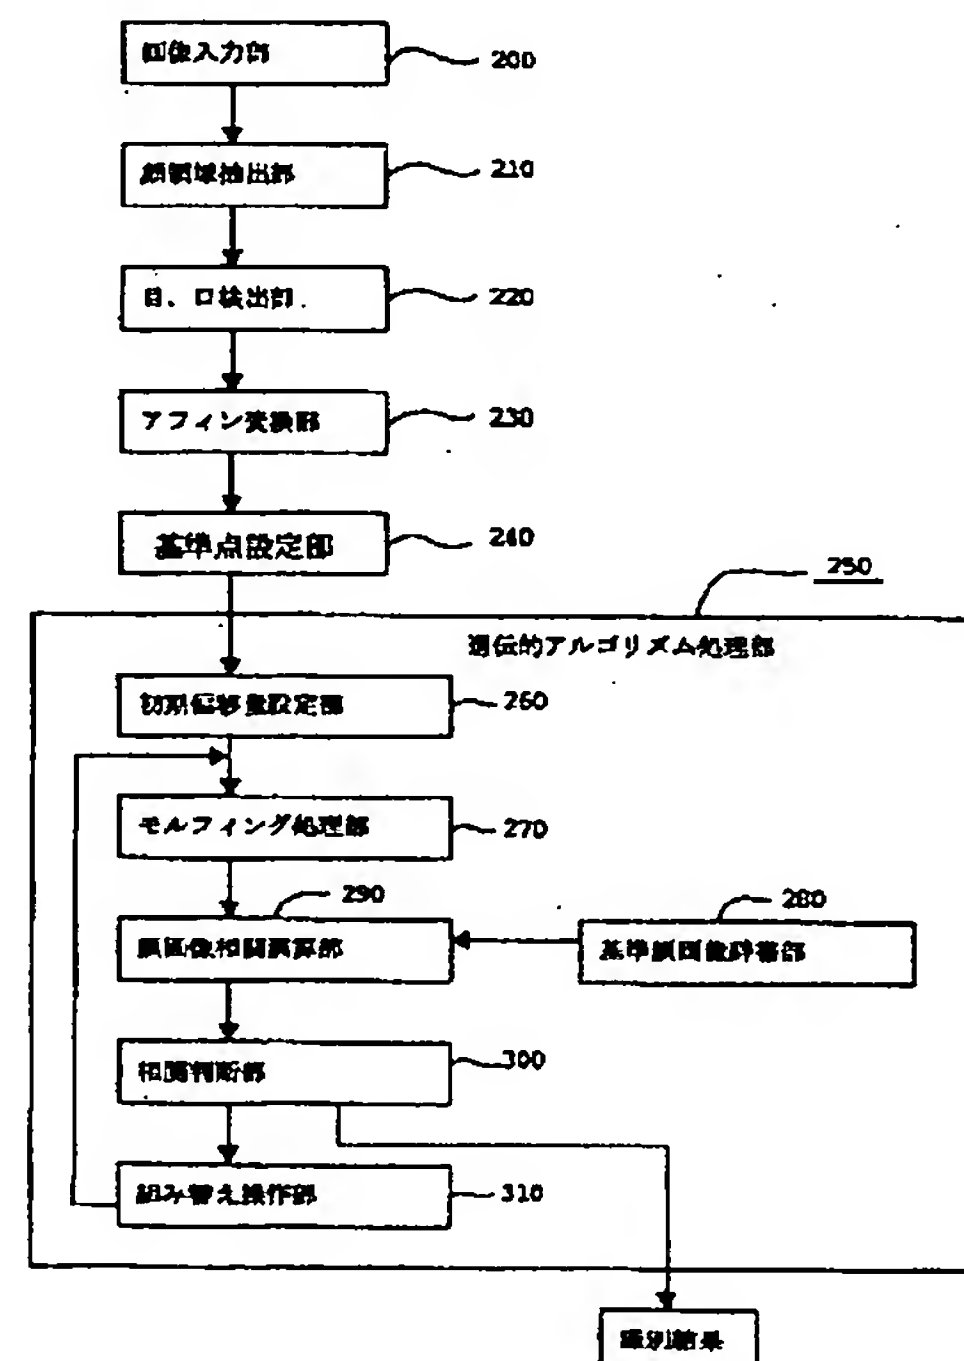 画像入力部
200
顔領域抽出部
210
目、口検出部
220
アフィン変換部
230
基準点設定部
240
250
遺伝的アルゴリズム処理部
初期偏移量設定部
260
モルフィング処理部
270
290
280
顔画像相関演算部
基準顔画像辞書部
相関判断部
300
組み替え操作部
310
識別結果